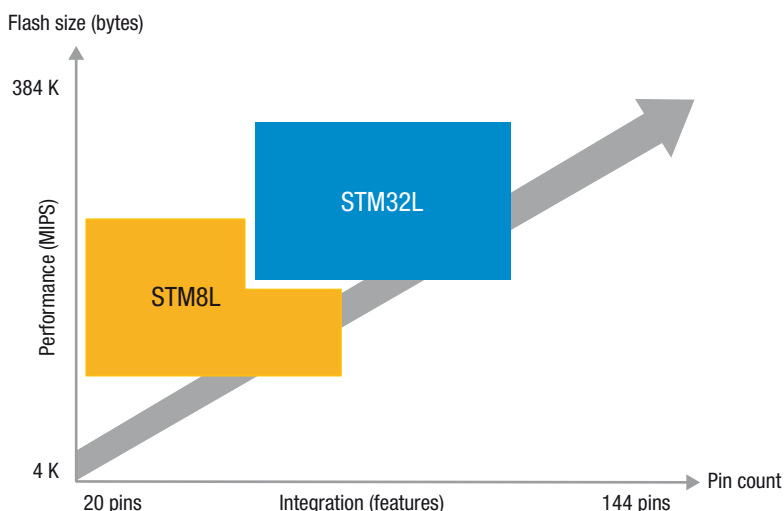 Flash size (bytes)
384 K
STM32L
Performance (MIPS)
STM8L
4 K
Pin count
20 pins
Integration (features)
144 pins